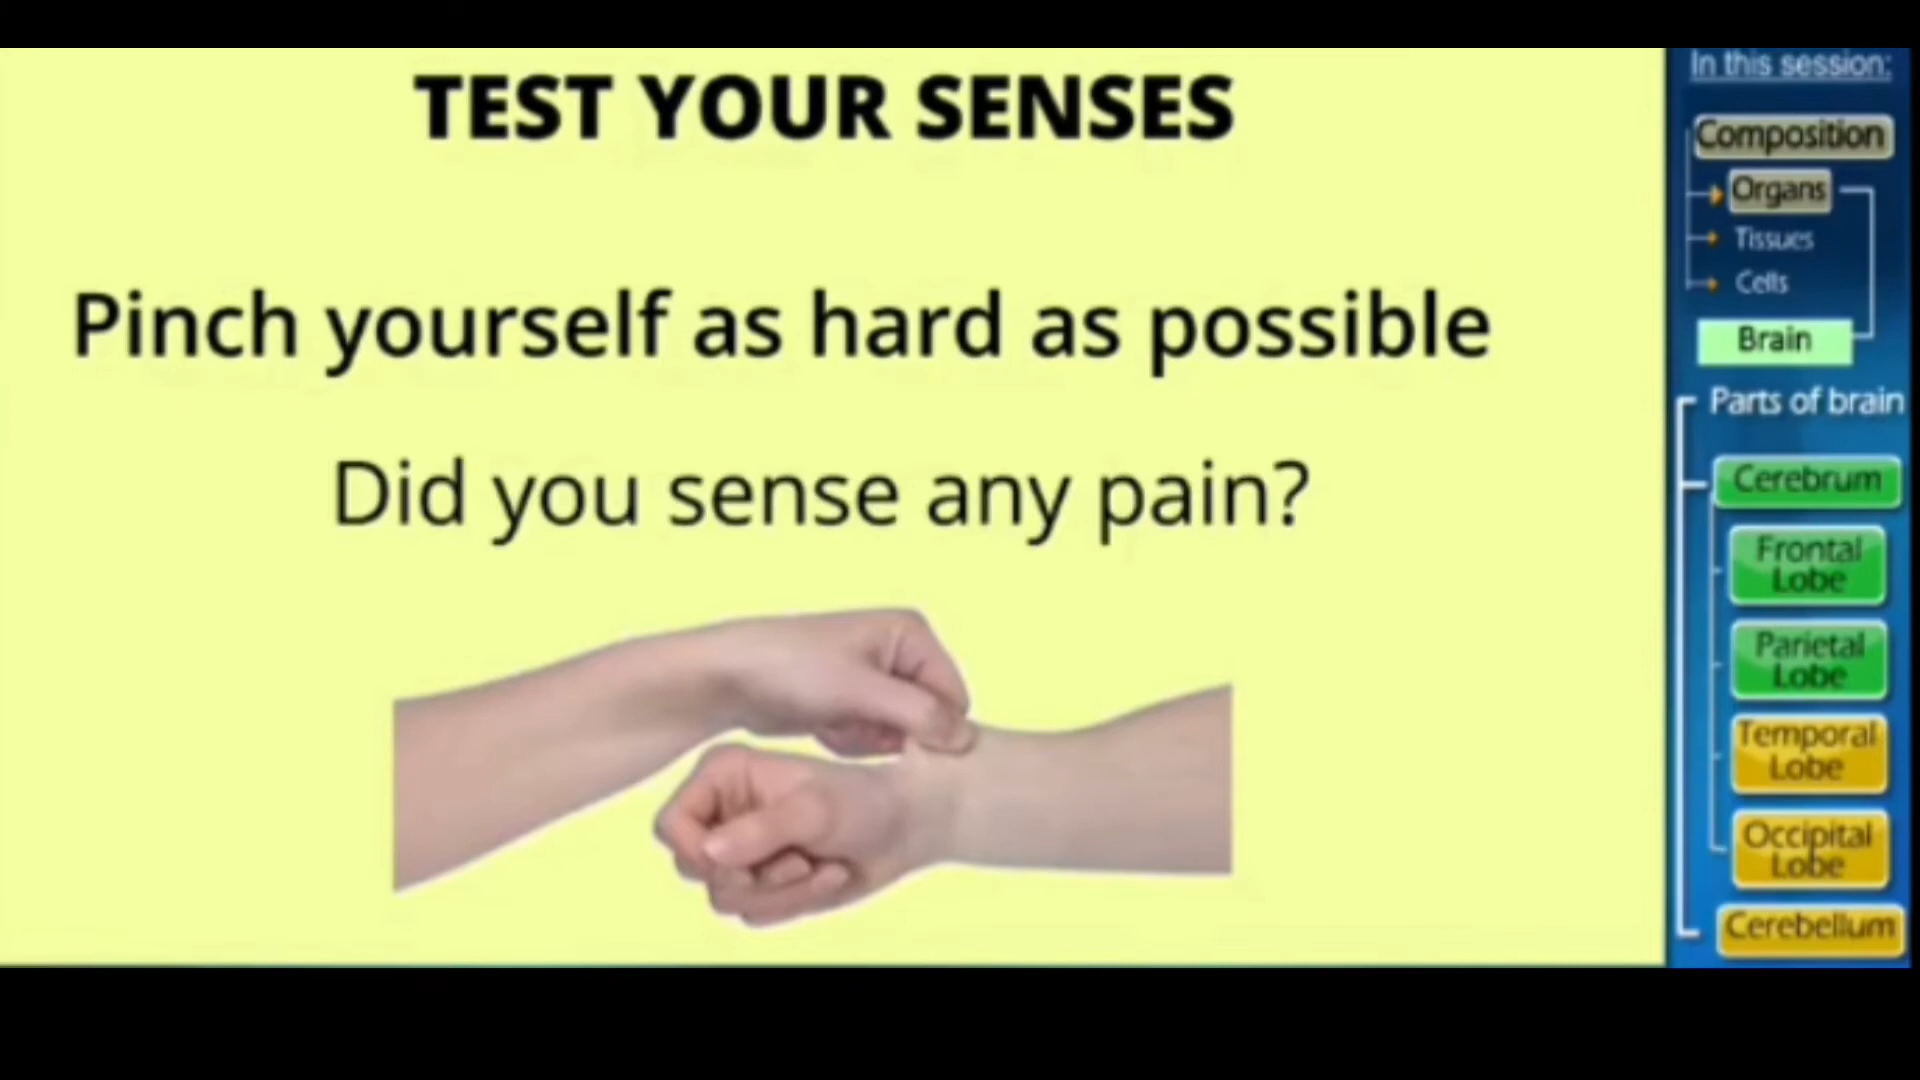 TEST YOUR SENSES
Pinch yourself as hard as possible
Did you sense any pain?
In this session:
Composition
Organs
Tissues
Cells
Brain
Parts of brain
Cerebrum
Frontal
Lobe
Parietal
Lobe
Temporal
Lobe
Occipital
Lobe
Cerebellum